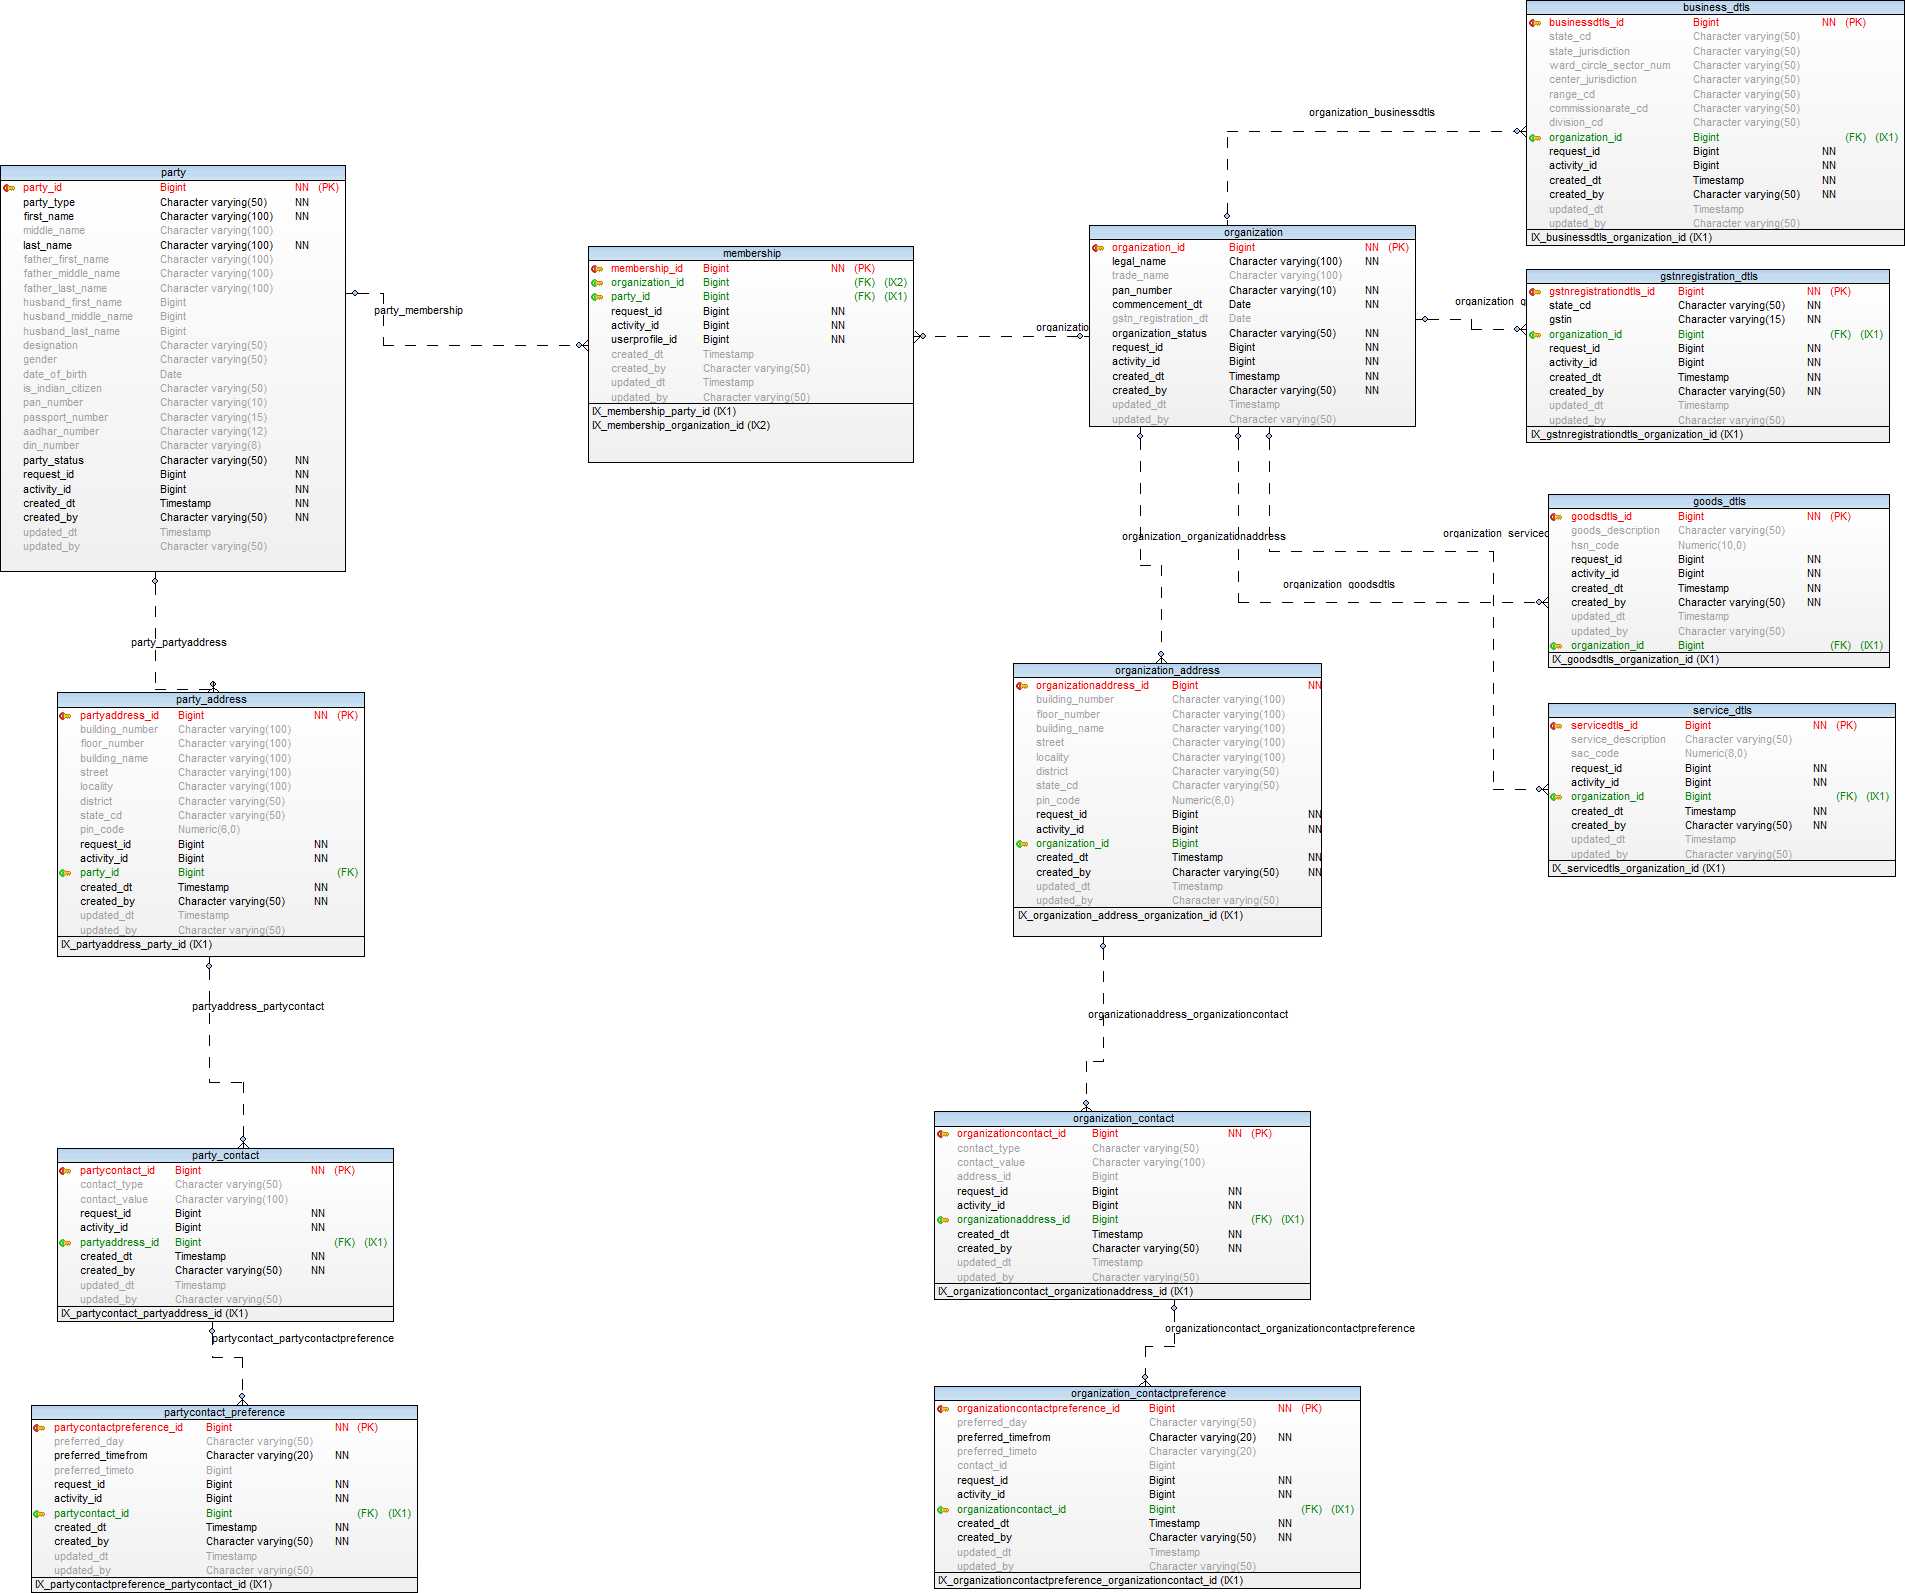 business_dtls
businessdtls_id Bigint NN (PK)
state_cd Character varying(50)
state_jurisdiction Character varying(50)
ward_circle_sector_num Character varying(50)
center_jurisdiction Character varying(50)
range_cd Character varying(50)
commissionarate_cd Character varying(50)
division_cd Character varying(50)
organization_id Bigint (FK) (IX1)
request_id Bigint NN
activity_id Bigint NN
created_dt Timestamp NN
created_by Character varying(50) NN
updated_dt Timestamp
updated_by Character varying(50)
IX_businessdtls_organization_id (IX1)
organization_businessdtls
party
party_id Bigint NN (PK)
party_type Character varying(50) NN
first_name Character varying(100) NN
middle_name Character varying(100)
last_name Character varying(100) NN
father_first_name Character varying(100)
father_middle_name Character varying(100)
father_last_name Character varying(100)
husband_first_name Bigint
husband_middle_name Bigint
husband_last_name Bigint
designation Character varying(50)
gender Character varying(50)
date_of_birth Date
is_indian_citizen Character varying(50)
pan_number Character varying(10)
passport_number Character varying(15)
aadhar_number Character varying(12)
din_number Character varying(8)
party_status Character varying(50) NN
request_id Bigint NN
activity_id Bigint NN
created_dt Timestamp NN
created_by Character varying(50) NN
updated_dt Timestamp
updated_by Character varying(50)
party_membership
membership
membership_id Bigint NN (PK)
organization_id Bigint (FK) (IX2)
party_id Bigint (FK) (IX1)
request_id Bigint NN
activity_id Bigint NN
userprofile_id Bigint NN
created_dt Timestamp
created_by Character varying(50)
updated_dt Timestamp
updated_by Character varying(50)
IX_membership_party_id (IX1)
IX_membership_organization_id (IX2)
organizatio
organization
organization_id Bigint NN (PK)
legal_name Character varying(100) NN
trade_name Character varying(100)
pan_number Character varying(10) NN
commencement_dt Date NN
gstn_registration_dt Date
organization_status Character varying(50) NN
request_id Bigint NN
activity_id Bigint NN
created_dt Timestamp NN
created_by Character varying(50) NN
updated_dt Timestamp
updated_by Character varying(50)
organization_g
gstnregistration_dtls
gstnregistrationdtls_id Bigint NN (PK)
state_cd Character varying(50) NN
gstin Character varying(15) NN
organization_id Bigint (FK) (IX1)
request_id Bigint NN
activity_id Bigint NN
created_dt Timestamp NN
created_by Character varying(50) NN
updated_dt Timestamp
updated_by Character varying(50)
IX_gstnregistrationdtls_organization_id (IX1)
organization_organizationaddress
organization_serviced
organization_goodsdtls
goods_dtls
goodsdtls_id Bigint NN (PK)
goods_description Character varying(50)
hsn_code Numeric(10,0)
request_id Bigint NN
activity_id Bigint NN
created_dt Timestamp NN
created_by Character varying(50) NN
updated_dt Timestamp
updated_by Character varying(50)
organization_id Bigint (FK) (IX1)
IX_goodsdtls_organization_id (IX1)
service_dtls
servicedtls_id Bigint NN (PK)
service_description Character varying(50)
sac_code Numeric(8,0)
request_id Bigint NN
activity_id Bigint NN
organization_id Bigint (FK) (IX1)
created_dt Timestamp NN
created_by Character varying(50) NN
updated_dt Timestamp
updated_by Character varying(50)
IX_servicedtls_organization_id (IX1)
party_partyaddress
party_address
partyaddress_id Bigint NN (PK)
building_number Character varying(100)
floor_number Character varying(100)
building_name Character varying(100)
street Character varying(100)
locality Character varying(100)
district Character varying(50)
state_cd Character varying(50)
pin_code Numeric(6,0)
request_id Bigint NN
activity_id Bigint NN
party_id Bigint (FK)
created_dt Timestamp NN
created_by Character varying(50) NN
updated_dt Timestamp
updated_by Character varying(50)
IX_partyaddress_party_id (IX1)
organization_address
organizationaddress_id Bigint NN
building_number Character varying(100)
floor_number Character varying(100)
building_name Character varying(100)
street Character varying(100)
locality Character varying(100)
district Character varying(50)
state_cd Character varying(50)
pin_code Numeric(6,0)
request_id Bigint NN
activity_id Bigint NN
organization_id Bigint
created_dt Timestamp NN
created_by Character varying(50) NN
updated_dt Timestamp
updated_by Character varying(50)
IX_organization_address_organization_id (IX1)
partyaddress_partycontact
organizationaddress_organizationcontact
party_contact
partycontact_id Bigint NN (PK)
contact_type Character varying(50)
contact_value Character varying(100)
request_id Bigint NN
activity_id Bigint NN
partyaddress_id Bigint (FK) (IX1)
created_dt Timestamp NN
created_by Character varying(50) NN
updated_dt Timestamp
updated_by Character varying(50)
IX_partycontact_partyaddress_id (IX1)
partycontact_partycontactpreference
organization_contact
organizationcontact_id Bigint NN (PK)
contact_type Character varying(50)
contact_value Character varying(100)
address_id Bigint
request_id Bigint NN
activity_id Bigint NN
organizationaddress_id Bigint (FK) (IX1)
created_dt Timestamp NN
created_by Character varying(50) NN
updated_dt Timestamp
updated_by Character varying(50)
IX_organizationcontact_organizationaddress_id (IX1)
organizationcontact_organizationcontactpreference
partycontact_preference
partycontactpreference_id Bigint NN (PK)
preferred_day Character varying(50)
preferred_timefrom Character varying(20) NN
preferred_timeto Bigint
request_id Bigint NN
activity_id Bigint NN
partycontact_id Bigint (FK) (IX1)
created_dt Timestamp NN
created_by Character varying(50) NN
updated_dt Timestamp
updated_by Character varying(50)
IX_partycontactpreference_partycontact_id (IX1)
organization_contactpreference
organizationcontactpreference_id Bigint NN (PK)
preferred_day Character varying(50)
preferred_timefrom Character varying(20) NN
preferred_timeto Character varying(20)
contact_id Bigint
request_id Bigint NN
activity_id Bigint NN
organizationcontact_id Bigint (FK) (IX1)
created_dt Timestamp NN
created_by Character varying(50) NN
updated_dt Timestamp
updated_by Character varying(50)
IX_organizationcontactpreference_organizationcontact_id (IX1)